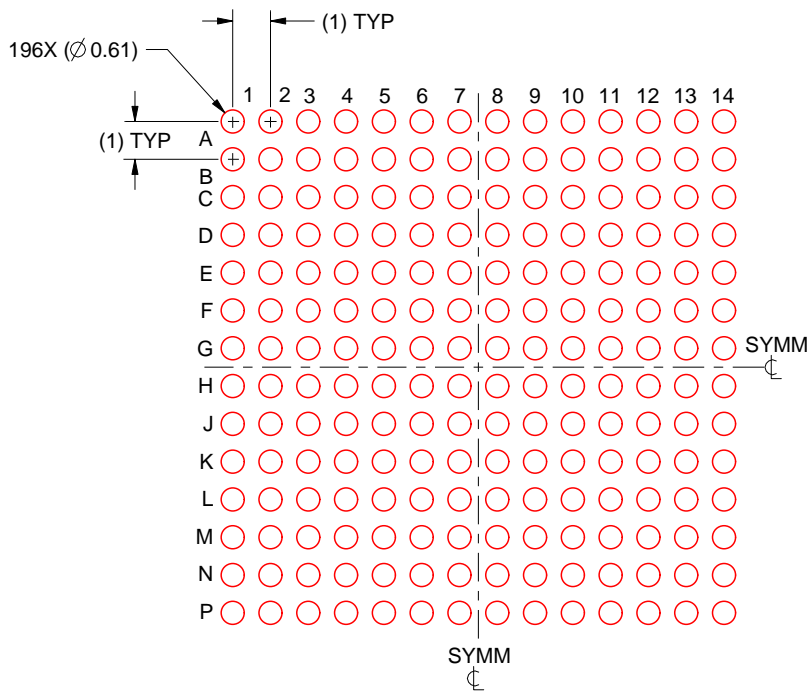 (1) TYP
196X (∅ 0.61)
1 2 3 4 5 6 7 8 9 10 11 12 13 14
(1) TYP
A
B
C
D
E
F
G
SYMM
℄
H
J
K
L
M
N
P
SYMM
℄